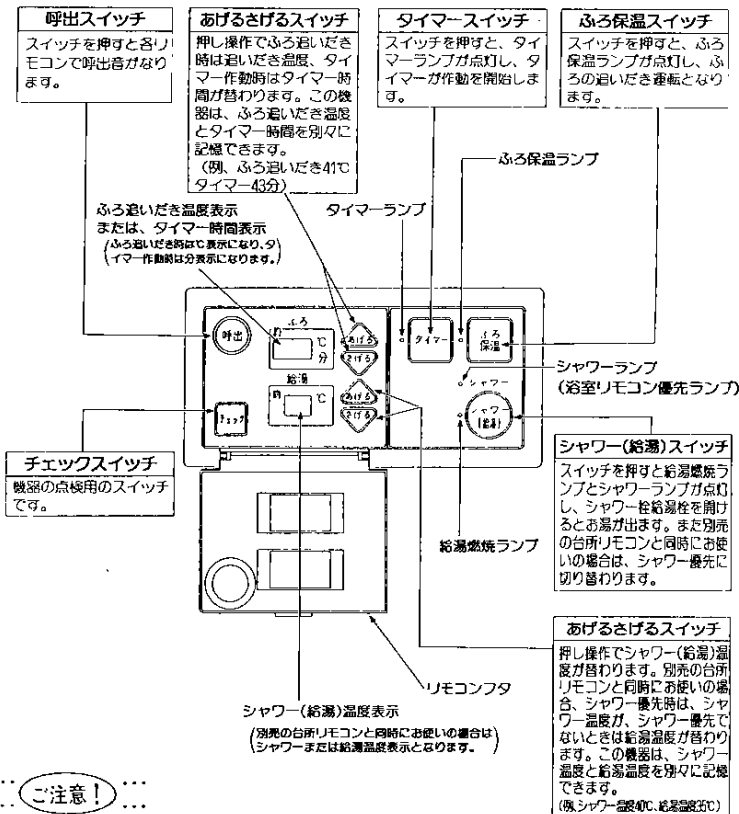 呼出スイッチ
スイッチを押すと各リ
モコンで呼出音がなり
ます。
あげるさげるスイッチ
押し操作でふろ追いだき
時は追いだき温度、タイ
マー作動時はタイマー時
間が替わります。この機
器は、ふろ追いだき温度
とタイマー時間を別々に
記憶できます。
(例、ふろ追いだき41℃
タイマー43分)
タイマースイッチ
スイッチを押すと、タイ
マーランプが点灯し、タ
イマーが作動を開始しま
す。
ふろ保温スイッチ
スイッチを押すと、ふろ
保温ランプが点灯し、ふ
ろの追いだき運転となり
ます。
ふろ保温ランプ
タイマーランプ
ふろ追いだき温度表示
または、タイマー時間表示
(ふろ追いだき時は℃表示になり、タ
イマー作動時は分表示になります。)
呼出
ふろ
約
℃
分
あげる
さげる
タイマー
ふろ
保温
給湯
約
℃
あげる
さげる
チェック
シャワー
シャワー
(給湯)
シャワーランプ
(浴室リモコン優先ランプ)
チェックスイッチ
機器の点検用のスイッチ
です。
給湯燃焼ランプ
シャワー(給湯)スイッチ
スイッチを押すと給湯燃焼ラ
ンプとシャワーランプが点灯
し、シャワー栓給湯栓を開け
るとお湯が出ます。また別売
の台所リモコンと同時にお使
いの場合は、シャワー優先に
切り替わります。
リモコンフタ
シャワー(給湯)温度表示
(別売の台所リモコンと同時にお使いの場合は
シャワーまたは給湯温度表示となります。)
あげるさげるスイッチ
押し操作でシャワー(給湯)温
度が替わります。別売の台所
リモコンと同時にお使いの場
合、シャワー優先時は、シャ
ワー温度が、シャワー優先で
ないときは給湯温度が替わり
ます。この機器は、シャワー
温度と給湯温度を別々に記憶
できます。
(例、シャワー温度40℃、給湯温度35℃)
ご注意!